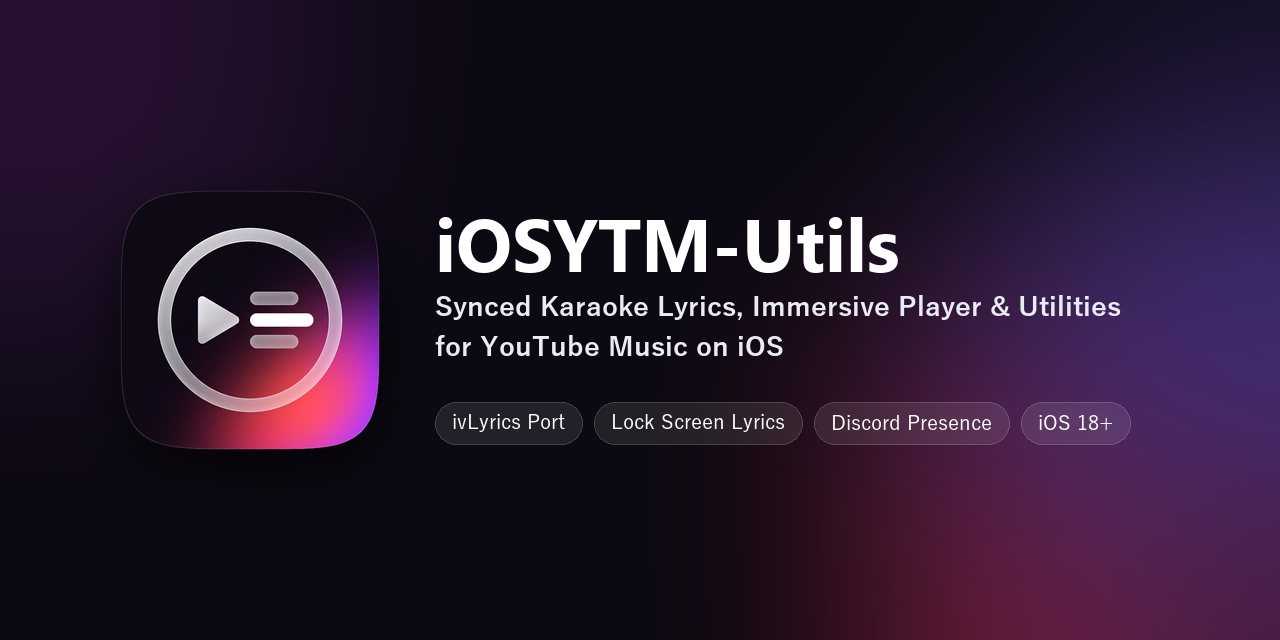 iOSYTM-Utils
Synced Karaoke Lyrics, Immersive Player & Utilities
for YouTube Music on iOS
ivLyrics Port
Lock Screen Lyrics
Discord Presence
iOS 18+